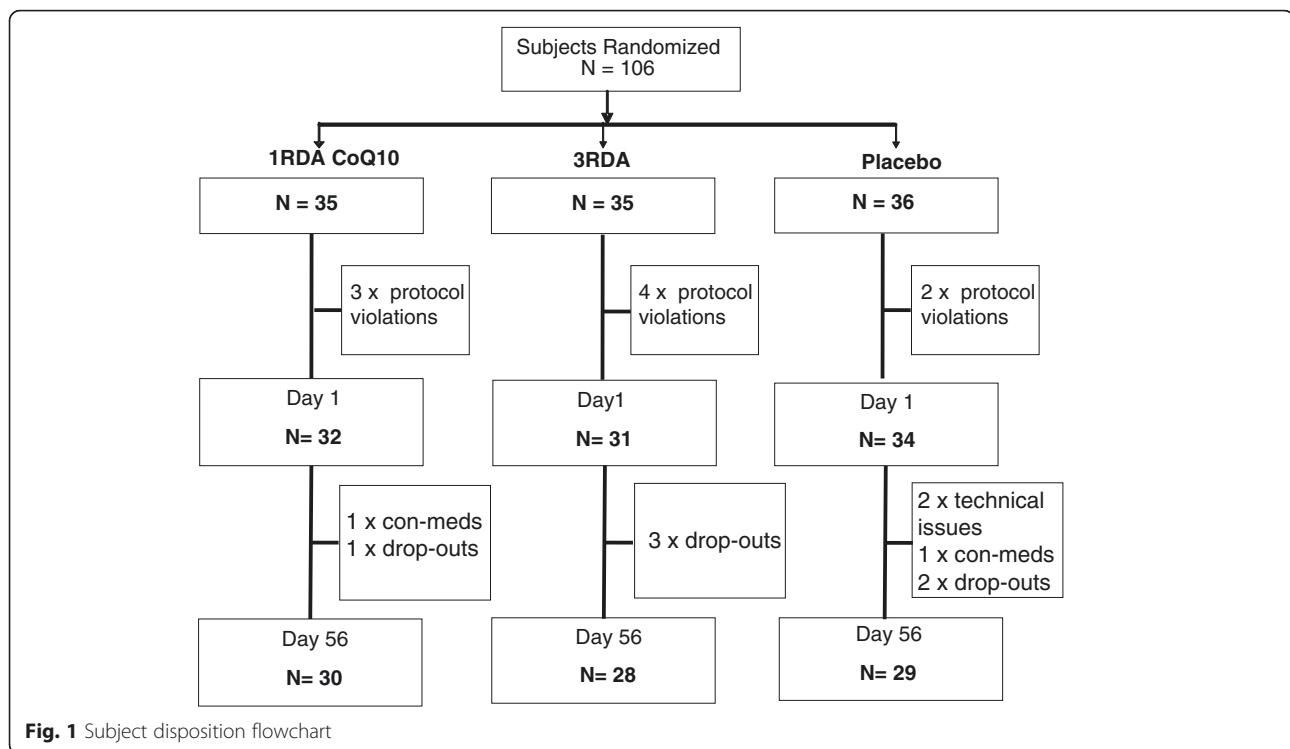 Subjects Randomized
N = 106
1RDA CoQ10
3RDA
Placebo
N = 35
N = 35
N = 36
3 x protocol
violations
4 x protocol
violations
2 x protocol
violations
Day 1
N= 32
Day1
N= 31
Day 1
N= 34
1 x con-meds
1 x drop-outs
3 x drop-outs
2 x technical
issues
1 x con-meds
2 x drop-outs
Day 56
N= 30
Day 56
N= 28
Day 56
N= 29
Fig. 1 Subject disposition flowchart